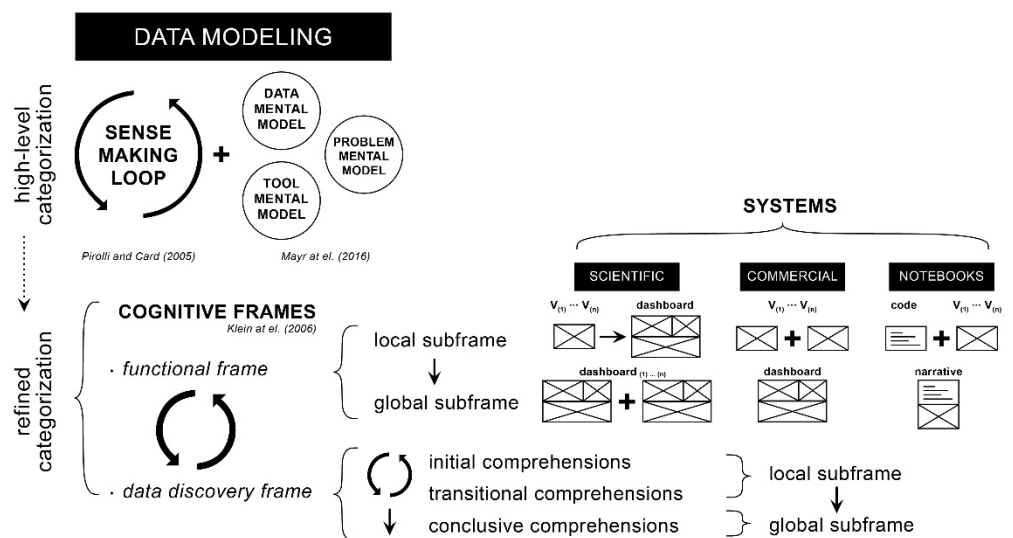 DATA MODELING
high-level
categorization
SENSE
MAKING
LOOP
+
DATA
MENTAL
MODEL
PROBLEM
MENTAL
MODEL
TOOL
MENTAL
MODEL
Pirolli and Card (2005)
Mayr at el. (2016)
refined
categorization
COGNITIVE FRAMES
Klein at el. (2006)
· functional frame
local subframe
global subframe
· data discovery frame
initial comprehensions
transitional comprehensions
conclusive comprehensions
local subframe
global subframe
SYSTEMS
SCIENTIFIC
V(1) ... V(n)
dashboard
dashboard (1) ... (n)
+
COMMERCIAL
V(1) ... V(n)
+
dashboard
NOTEBOOKS
code
V(1) ... V(n)
+
narrative